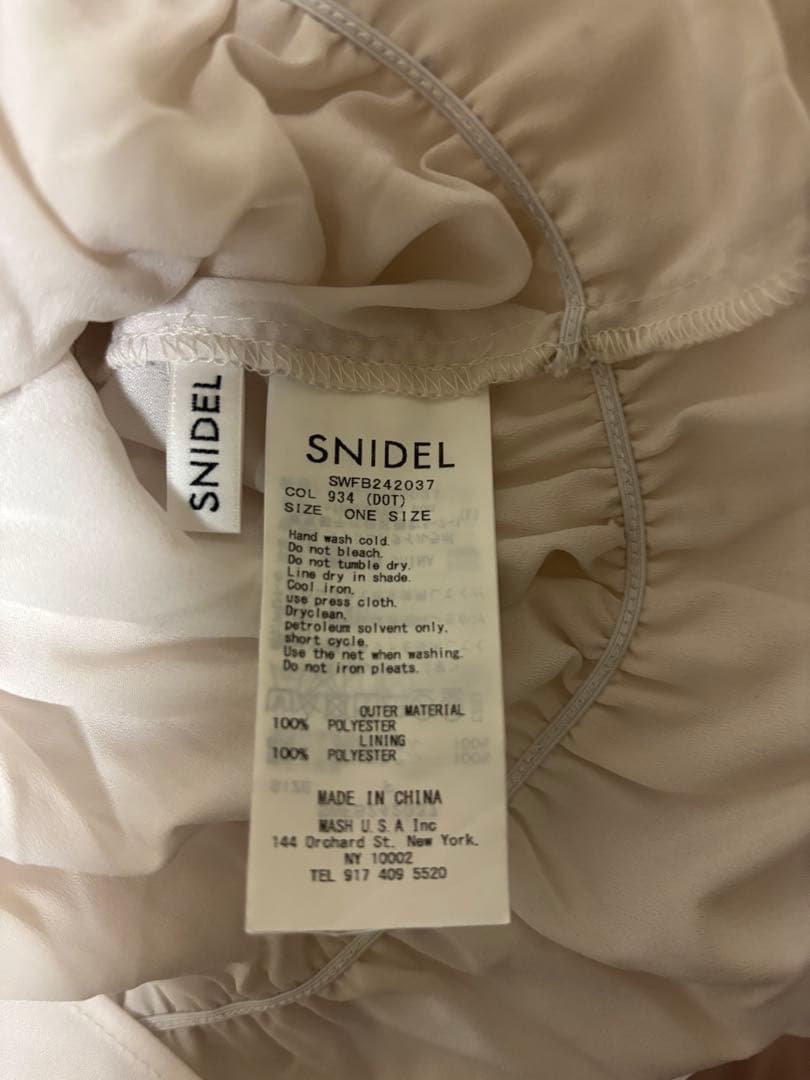 SNIDEL
SNIDEL
SWFB242037
COL 934 (DOT)
SIZE ONE SIZE
Hand wash cold.
Do not bleach.
Do not tumble dry.
Line dry in shade.
Cool iron,
use press cloth.
Dryclean,
petroleum solvent only.
short cycle.
Use the net when washing.
Do not iron pleats.
OUTER MATERIAL
100% POLYESTER
LINING
100% POLYESTER
MADE IN CHINA
MASH U.S.A Inc
144 Orchard St. New York.
NY 10002
TEL 917 409 5520